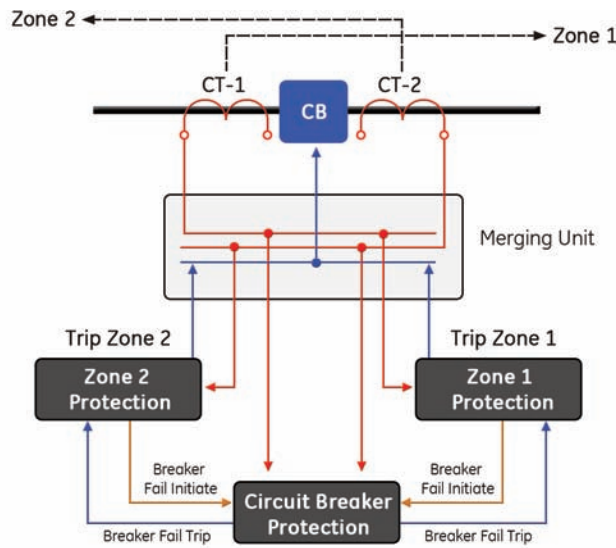 Zone 2
Zone 1
CT-1
CT-2
CB
Merging Unit
Trip Zone 2
Trip Zone 1
Zone 2
Protection
Zone 1
Protection
Breaker
Fail Initiate
Breaker
Fail Initiate
Circuit Breaker
Protection
Breaker Fail Trip
Breaker Fail Trip